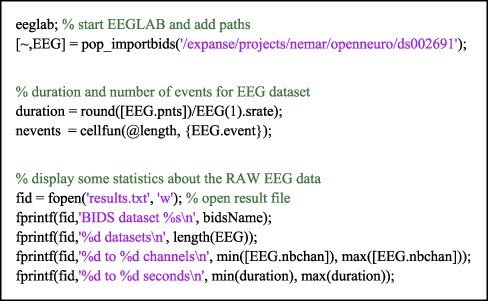 eeglab; % start EEGLAB and add paths
[~,EEG] = pop_importbids('/expanse/projects/nemar/openneuro/ds002691');
% duration and number of events for EEG dataset
duration = round([EEG.pnts])/EEG(1).srate);
nevents = cellfun(@length, {EEG.event});
% display some statistics about the RAW EEG data
fid = fopen('results.txt', 'w'); % open result file
fprintf(fid,'BIDS dataset %s\n', bidsName);
fprintf(fid,'%d datasets\n', length(EEG));
fprintf(fid,'%d to %d channels\n', min([EEG.nbchan]), max([EEG.nbchan]));
fprintf(fid,'%d to %d seconds\n', min(duration), max(duration));